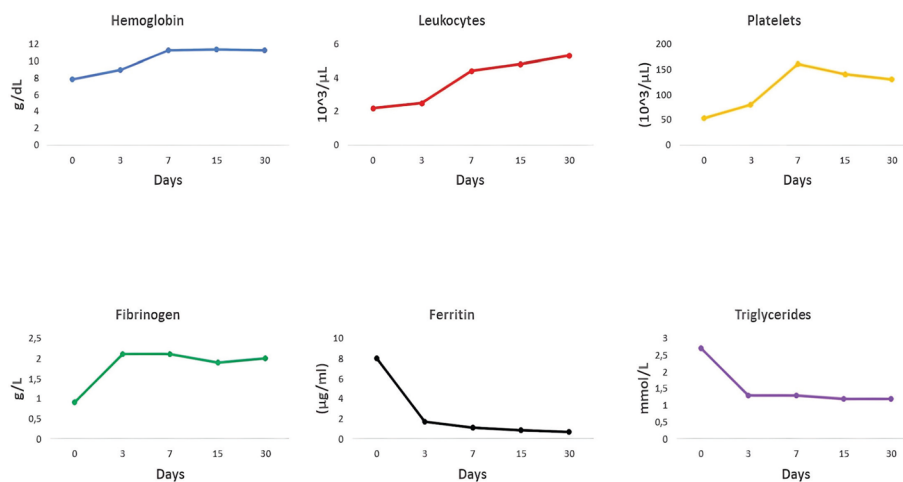 Hemoglobin
12
10
8
6
4
2
0
g/dL
0 3 7 15 30
Days
Leukocytes
6
4
2
0
10^3/µL
0 3 7 15 30
Days
Platelets
200
150
100
50
0
(10^3/µL)
0 3 7 15 30
Days
Fibrinogen
2,5
2
1,5
1
0,5
0
g/L
0 3 7 15 30
Days
Ferritin
10
8
6
4
2
0
(µg/ml)
0 3 7 15 30
Days
Triglycerides
3
2,5
2
1,5
1
0,5
0
mmol/L
0 3 7 15 30
Days